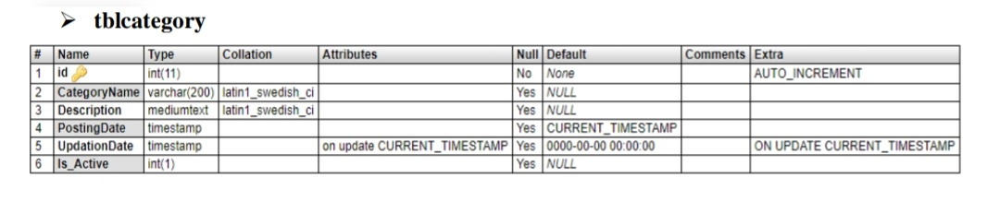 ➤ tblcategory
# Name Type Collation Attributes Null Default Comments Extra
1 id int(11) No None AUTO_INCREMENT
2 CategoryName varchar(200) latin1_swedish_ci Yes NULL
3 Description mediumtext latin1_swedish_ci Yes NULL
4 PostingDate timestamp Yes CURRENT_TIMESTAMP
5 UpdationDate timestamp on update CURRENT_TIMESTAMP Yes 0000-00-00 00:00:00 ON UPDATE CURRENT_TIMESTAMP
6 Is_Active int(1) Yes NULL